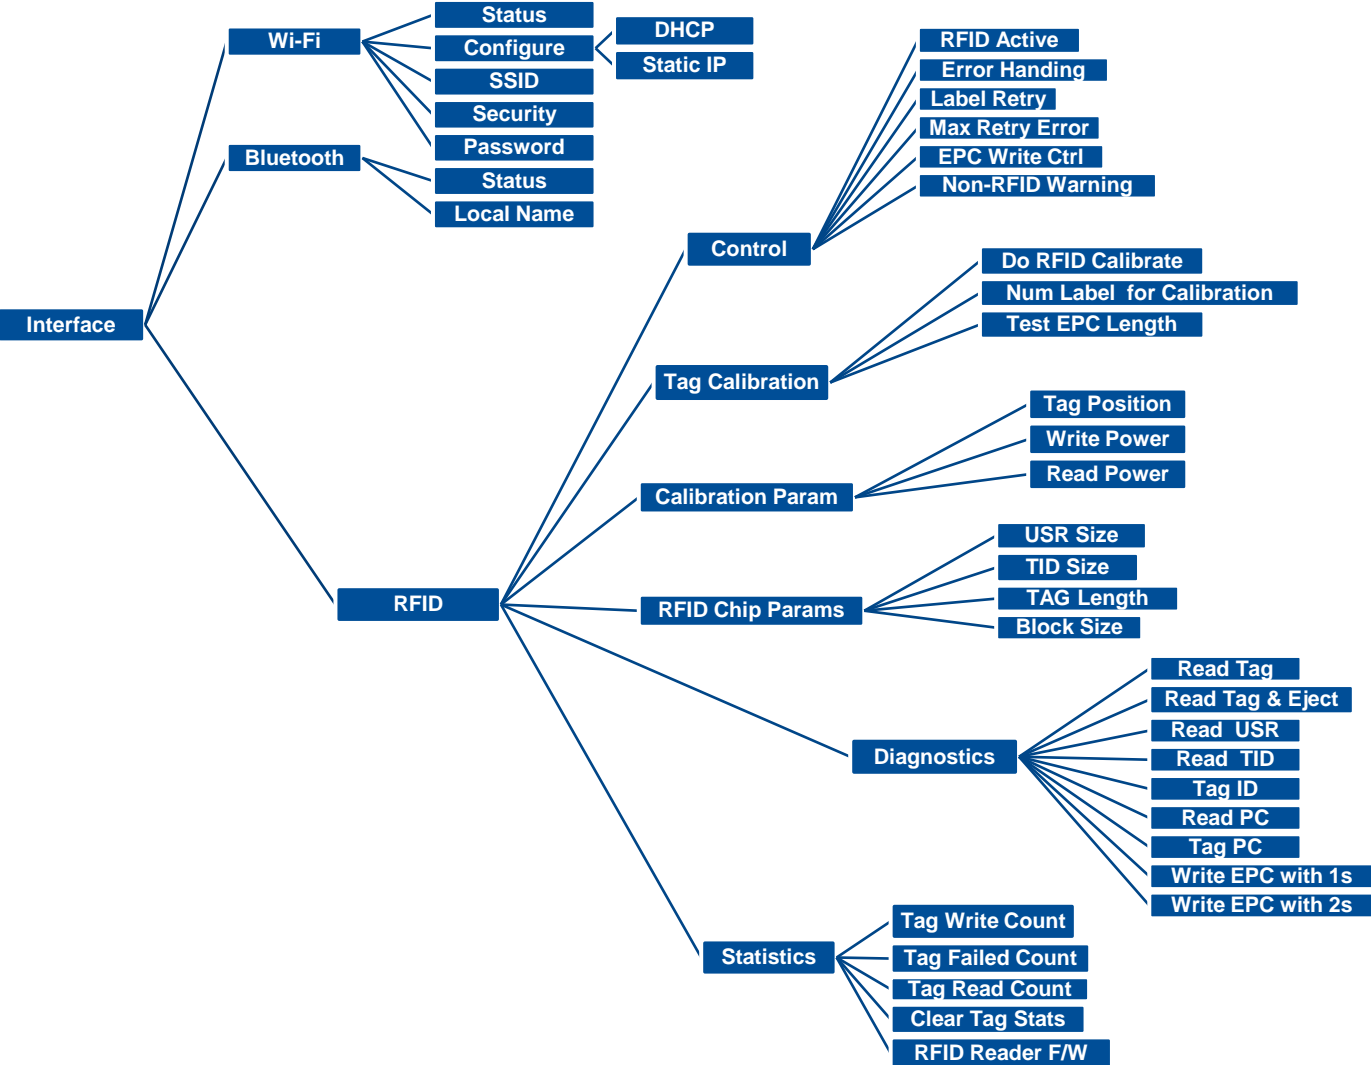 Interface
Wi-Fi
Status
Configure
DHCP
Static IP
SSID
Security
Password
Bluetooth
Status
Local Name
RFID
Control
RFID Active
Error Handing
Label Retry
Max Retry Error
EPC Write Ctrl
Non-RFID Warning
Tag Calibration
Do RFID Calibrate
Num Label  for Calibration
Test EPC Length
Calibration Param
Tag Position
Write Power
Read Power
RFID Chip Params
USR Size
TID Size
TAG Length
Block Size
Diagnostics
Read Tag
Read Tag & Eject
Read  USR
Read  TID
Tag ID
Read PC
Tag PC
Write EPC with 1s
Write EPC with 2s
Statistics
Tag Write Count
Tag Failed Count
Tag Read Count
Clear Tag Stats
RFID Reader F/W